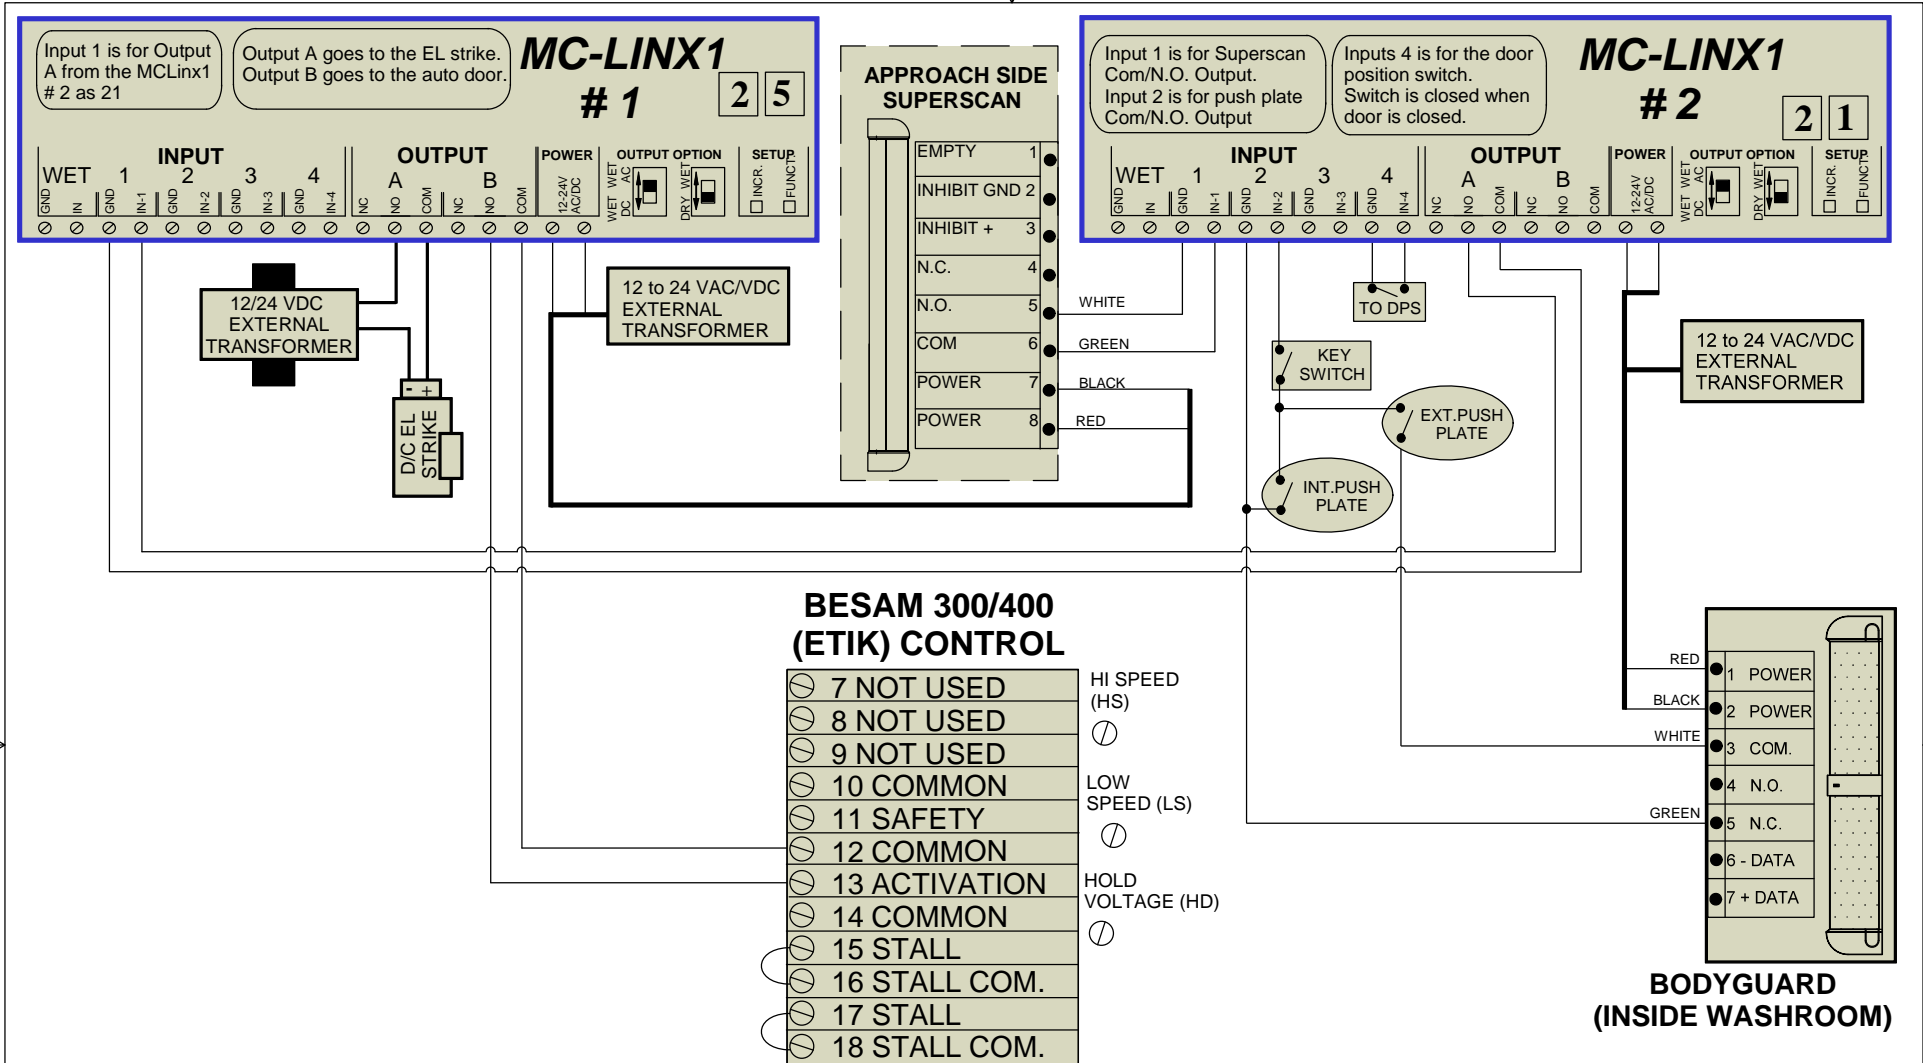 Input 1 is for Output
A from the MCLinx1
# 2 as 21
Output A goes to the EL strike.
Output B goes to the auto door.
MC-LINX1
# 1
2 5
INPUT
OUTPUT
POWER
OUTPUT OPTION
SETUP
WET 1 2 3 4
A B
GND IN GND IN-1 GND IN-2 GND IN-3 GND IN-4
NC NO COM NC NO COM
12-24V
AC/DC
WET WET
DC AC
DRY WET
INCR.
FUNCT.
APPROACH SIDE
SUPERSCAN
EMPTY 1
INHIBIT GND 2
INHIBIT + 3
N.C. 4
N.O. 5
COM 6
POWER 7
POWER 8
WHITE
GREEN
BLACK
RED
Input 1 is for Superscan
Com/N.O. Output.
Input 2 is for push plate
Com/N.O. Output
Inputs 4 is for the door
position switch.
Switch is closed when
door is closed.
MC-LINX1
# 2
2 1
INPUT
OUTPUT
POWER
OUTPUT OPTION
SETUP
WET 1 2 3 4
A B
GND IN GND IN-1 GND IN-2 GND IN-3 GND IN-4
NC NO COM NC NO COM
12-24V
AC/DC
WET WET
DC AC
DRY WET
INCR.
FUNCT.
12/24 VDC
EXTERNAL
TRANSFORMER
12 to 24 VAC/VDC
EXTERNAL
TRANSFORMER
- +
D/C EL
STRIKE
TO DPS
KEY
SWITCH
EXT.PUSH
PLATE
INT.PUSH
PLATE
12 to 24 VAC/VDC
EXTERNAL
TRANSFORMER
BESAM 300/400
(ETIK) CONTROL
7 NOT USED
8 NOT USED
9 NOT USED
10 COMMON
11 SAFETY
12 COMMON
13 ACTIVATION
14 COMMON
15 STALL
16 STALL COM.
17 STALL
18 STALL COM.
HI SPEED
(HS)
LOW
SPEED (LS)
HOLD
VOLTAGE (HD)
RED
BLACK
WHITE
GREEN
1 POWER
2 POWER
3 COM.
4 N.O.
5 N.C.
6 - DATA
7 + DATA
BODYGUARD
(INSIDE WASHROOM)